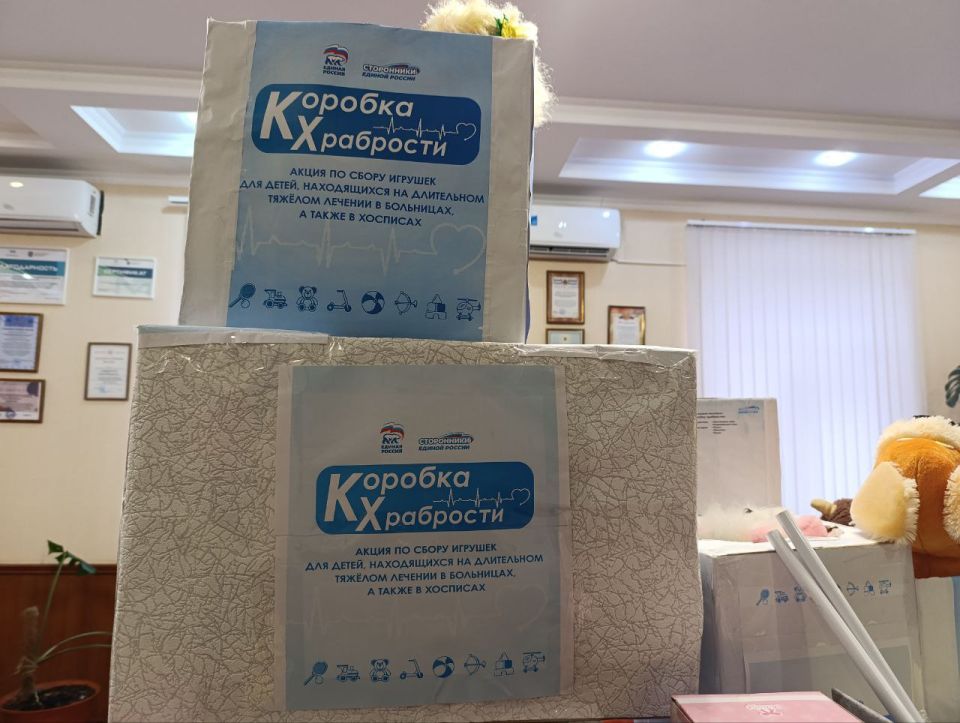 ЕДИНАЯ
РОССИЯ
СТОРОННИКИ
ЕДИНОЙ РОССИИ
Коробка
Храбрости
АКЦИЯ ПО СБОРУ ИГРУШЕК
ДЛЯ ДЕТЕЙ, НАХОДЯЩИХСЯ НА ДЛИТЕЛЬНОМ
ТЯЖЁЛОМ ЛЕЧЕНИИ В БОЛЬНИЦАХ,
А ТАКЖЕ В ХОСПИСАХ
ЕДИНАЯ
РОССИЯ
СТОРОННИКИ
ЕДИНОЙ РОССИИ
Коробка
Храбрости
АКЦИЯ ПО СБОРУ ИГРУШЕК
ДЛЯ ДЕТЕЙ, НАХОДЯЩИХСЯ НА ДЛИТЕЛЬНОМ
ТЯЖЁЛОМ ЛЕЧЕНИИ В БОЛЬНИЦАХ,
А ТАКЖЕ В ХОСПИСАХ